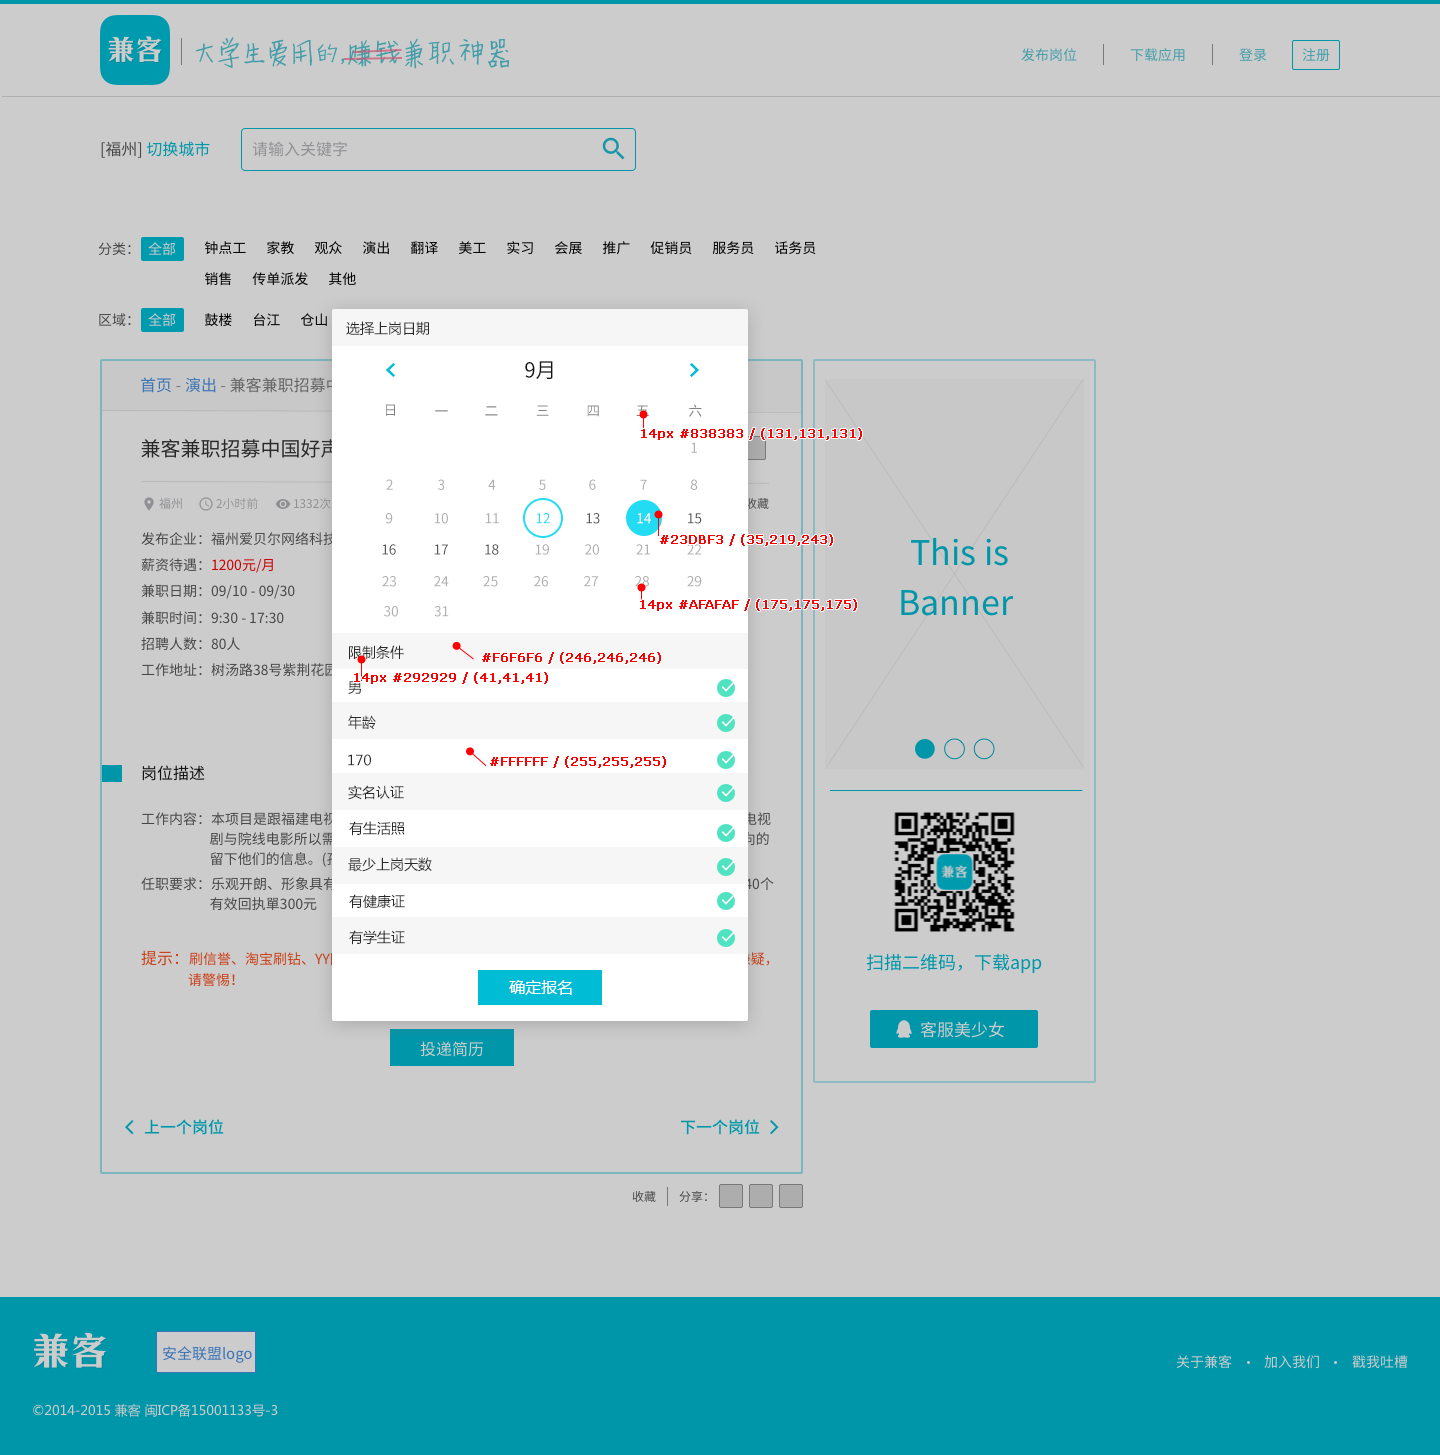 兼客
大学生爱用的,赚钱兼职神器
发布岗位 下载应用 登录 注册
[福州] 切换城市
请输入关键字
分类： 全部 钟点工 家教 观众 演出 翻译 美工 实习 会展 推广 促销员 服务员 话务员
销售 传单派发 其他
区域： 全部 鼓楼 台江 仓山
选择上岗日期
9月
日 一 二 三 四 五 六
14px #838383 / (131,131,131)
1
2 3 4 5 6 7 8
9 10 11 12 13 14 15
#23DBF3 / (35,219,243)
16 17 18 19 20 21 22
23 24 25 26 27 28 29
14px #AFAFAF / (175,175,175)
30 31
限制条件
#F6F6F6 / (246,246,246)
14px #292929 / (41,41,41)
男
年龄
170
#FFFFFF / (255,255,255)
实名认证
有生活照
最少上岗天数
有健康证
有学生证
确定报名
首页 - 演出 - 兼客兼职招募
兼客兼职招募中国好
福州 2小时前 1332次
收藏
发布企业：福州爱贝尔网络科技
薪资待遇：1200元/月
兼职日期：09/10 - 09/30
兼职时间：9:30 - 17:30
招聘人数：80人
工作地址：树汤路38号紫荆花园
岗位描述
工作内容：本项目是跟福建电视 电视
剧与院线电影所以需 向的
留下他们的信息。
任职要求：乐观开朗、形象具有 40个
有效回执單300元
提示：刷信誉、淘宝刷钻、YY 疑，
请警惕！
投递简历
上一个岗位
下一个岗位
收藏 分享：
This is
Banner
兼客
扫描二维码，下载app
客服美少女
兼客
安全联盟logo
关于兼客 · 加入我们 · 戳我吐槽
©2014-2015 兼客 闽ICP备15001133号-3